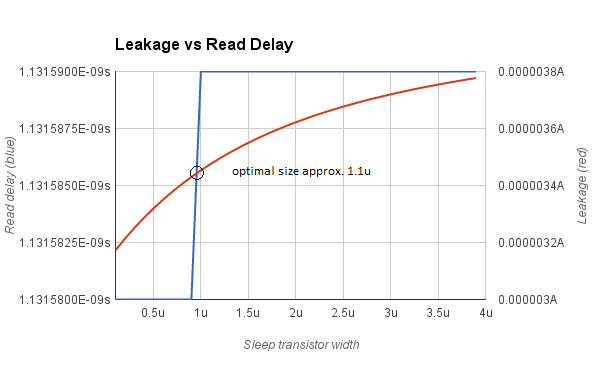 Leakage vs Read Delay
1.1315900E-09s
1.1315875E-09s
1.1315850E-09s
1.1315825E-09s
1.1315800E-09s
Read delay (blue)
optimal size approx. 1.1u
0.0000038A
0.0000036A
0.0000034A
0.0000032A
0.000003A
Leakage (red)
0.5u 1u 1.5u 2u 2.5u 3u 3.5u 4u
Sleep transistor width